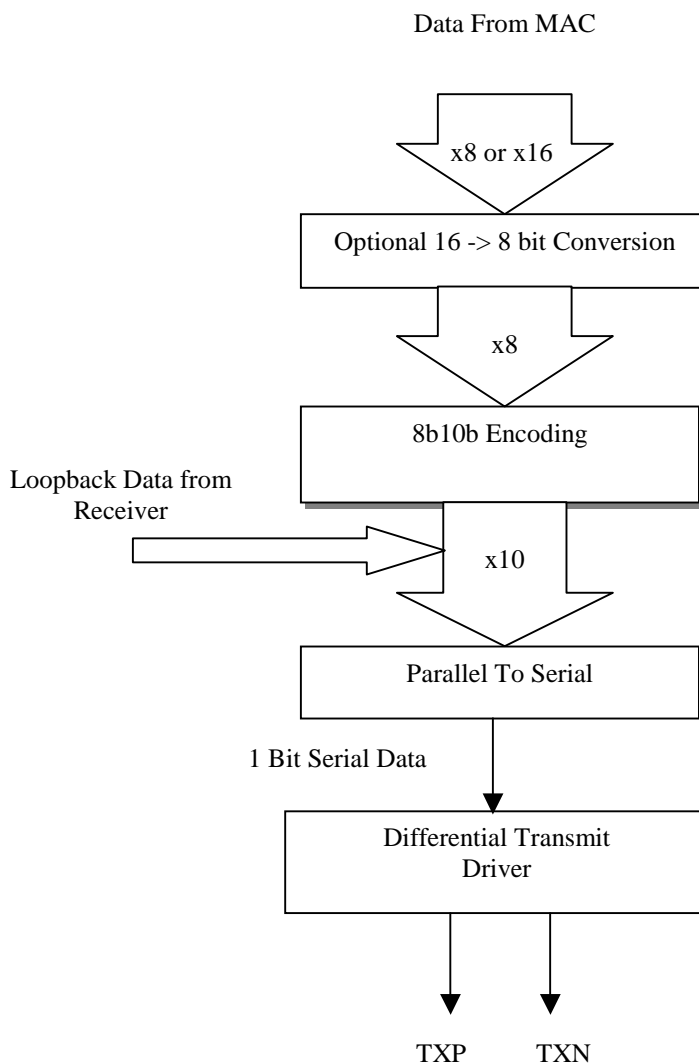 Data From MAC
x8 or x16
Optional 16 -> 8 bit Conversion
x8
8b10b Encoding
Loopback Data from
Receiver
x10
Parallel To Serial
1 Bit Serial Data
Differential Transmit
Driver
TXP
TXN